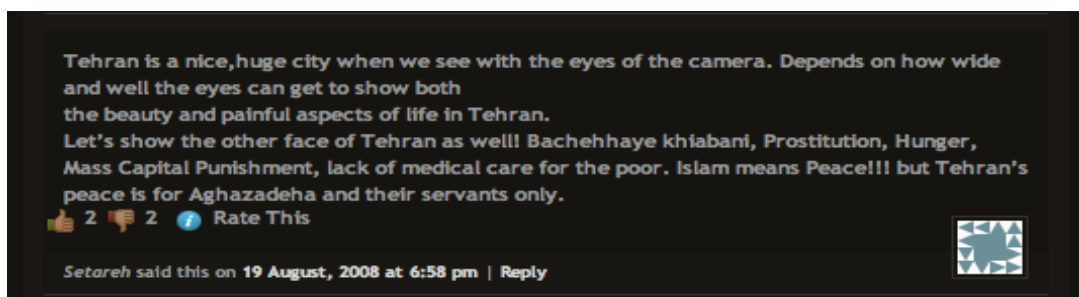 Tehran is a nice,huge city when we see with the eyes of the camera. Depends on how wide
and well the eyes can get to show both
the beauty and painful aspects of life in Tehran.
Let's show the other face of Tehran as well! Bachehhaye khiabani, Prostitution, Hunger,
Mass Capital Punishment, lack of medical care for the poor. Islam means Peace!!! but Tehran's
peace is for Aghazadeha and their servants only.
2 2 i Rate This
Setareh said this on 19 August, 2008 at 6:58 pm | Reply